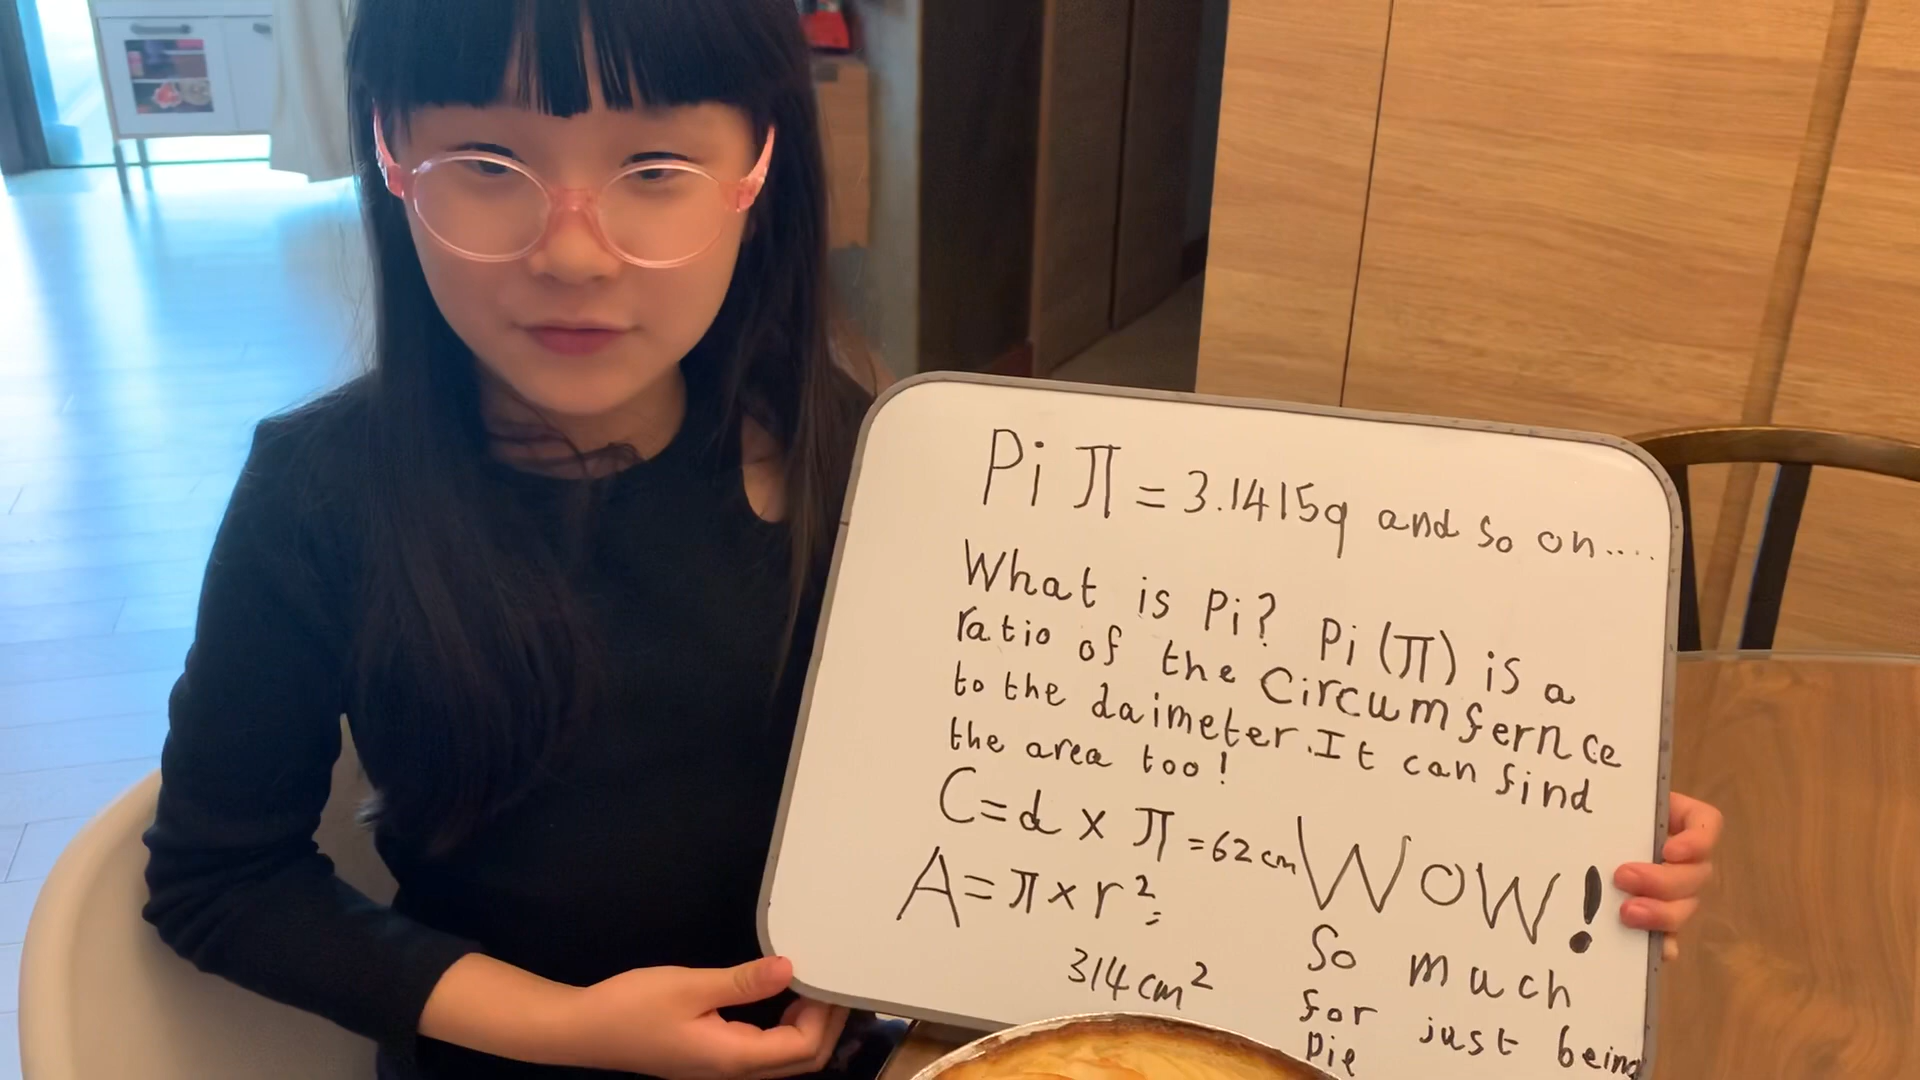 Pi π = 3.14159 and so on....
What is Pi? Pi (π) is a
ratio of the Circumfernce
to the daimeter. It can find
the area too!
C = d x π = 62 cm
A = π x r² =
314 cm²
WOW!
So much
for just being
pie